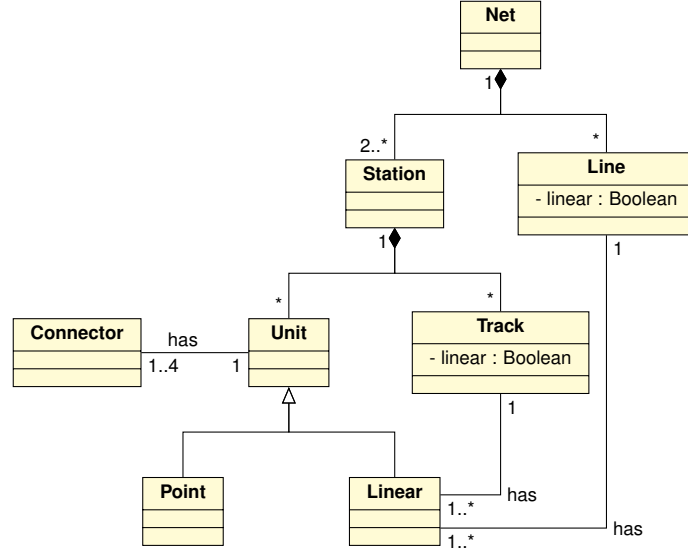 Net
1
2..*
*
Station
Line
- linear : Boolean
1
1
*
*
Connector
has
Unit
Track
- linear : Boolean
1..4
1
1
Point
Linear
has
1..*
has
1..*